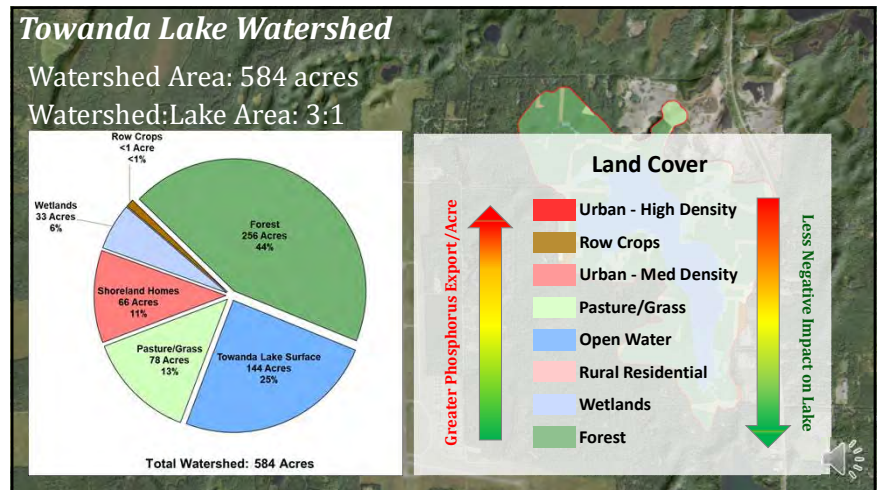 Towanda Lake Watershed
Watershed Area: 584 acres
Watershed:Lake Area: 3:1
Row Crops
<1 Acre
<1%
Wetlands
33 Acres
6%
Forest
256 Acres
44%
Shoreland Homes
66 Acres
11%
Pasture/Grass
78 Acres
13%
Towanda Lake Surface
144 Acres
25%
Total Watershed: 584 Acres
Land Cover
Greater Phosphorus Export/Acre
Urban - High Density
Row Crops
Urban - Med Density
Pasture/Grass
Open Water
Rural Residential
Wetlands
Forest
Less Negative Impact on Lake